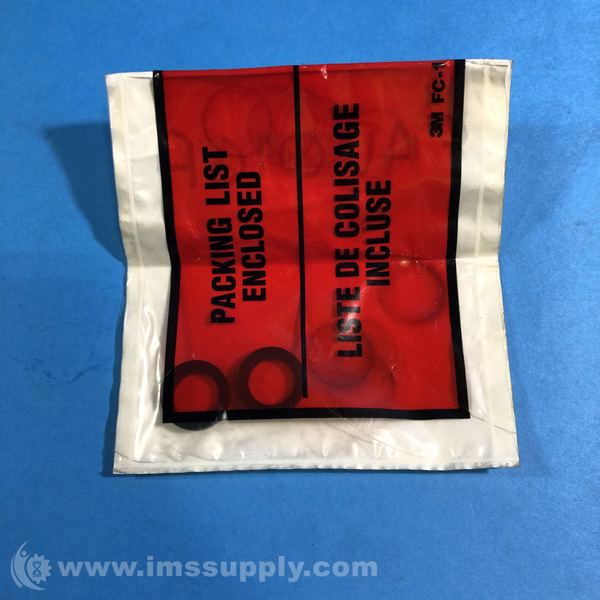 PACKING LIST
ENCLOSED
LISTE DE COLISAGE
INCLUSE
3M FC-1
www.imssupply.com